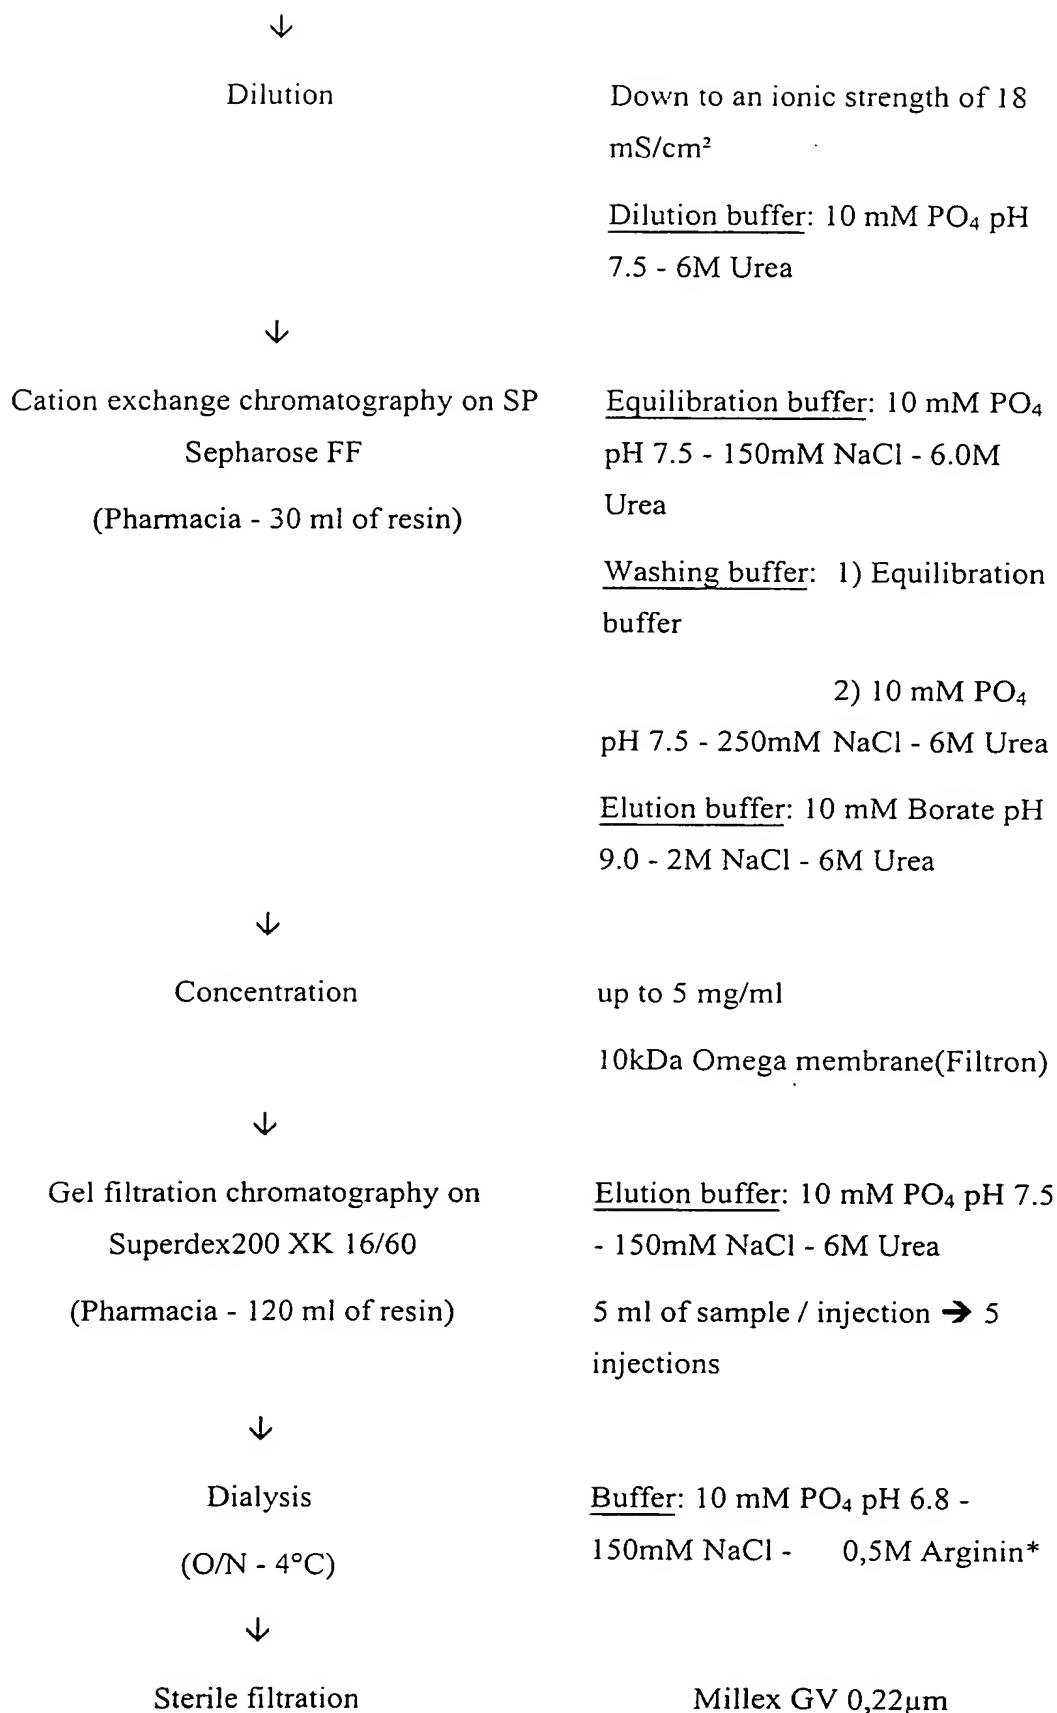 ↓
Dilution
Down to an ionic strength of 18
mS/cm²
Dilution buffer: 10 mM PO₄ pH
7.5 - 6M Urea
↓
Cation exchange chromatography on SP
Sepharose FF
(Pharmacia - 30 ml of resin)
Equilibration buffer: 10 mM PO₄
pH 7.5 - 150mM NaCl - 6.0M
Urea
Washing buffer: 1) Equilibration
buffer
2) 10 mM PO₄
pH 7.5 - 250mM NaCl - 6M Urea
Elution buffer: 10 mM Borate pH
9.0 - 2M NaCl - 6M Urea
↓
Concentration
up to 5 mg/ml
10kDa Omega membrane(Filtron)
↓
Gel filtration chromatography on
Superdex200 XK 16/60
(Pharmacia - 120 ml of resin)
Elution buffer: 10 mM PO₄ pH 7.5
- 150mM NaCl - 6M Urea
5 ml of sample / injection ➔ 5
injections
↓
Dialysis
(O/N - 4°C)
Buffer: 10 mM PO₄ pH 6.8 -
150mM NaCl - 0,5M Arginin*
↓
Sterile filtration
Millex GV 0,22µm